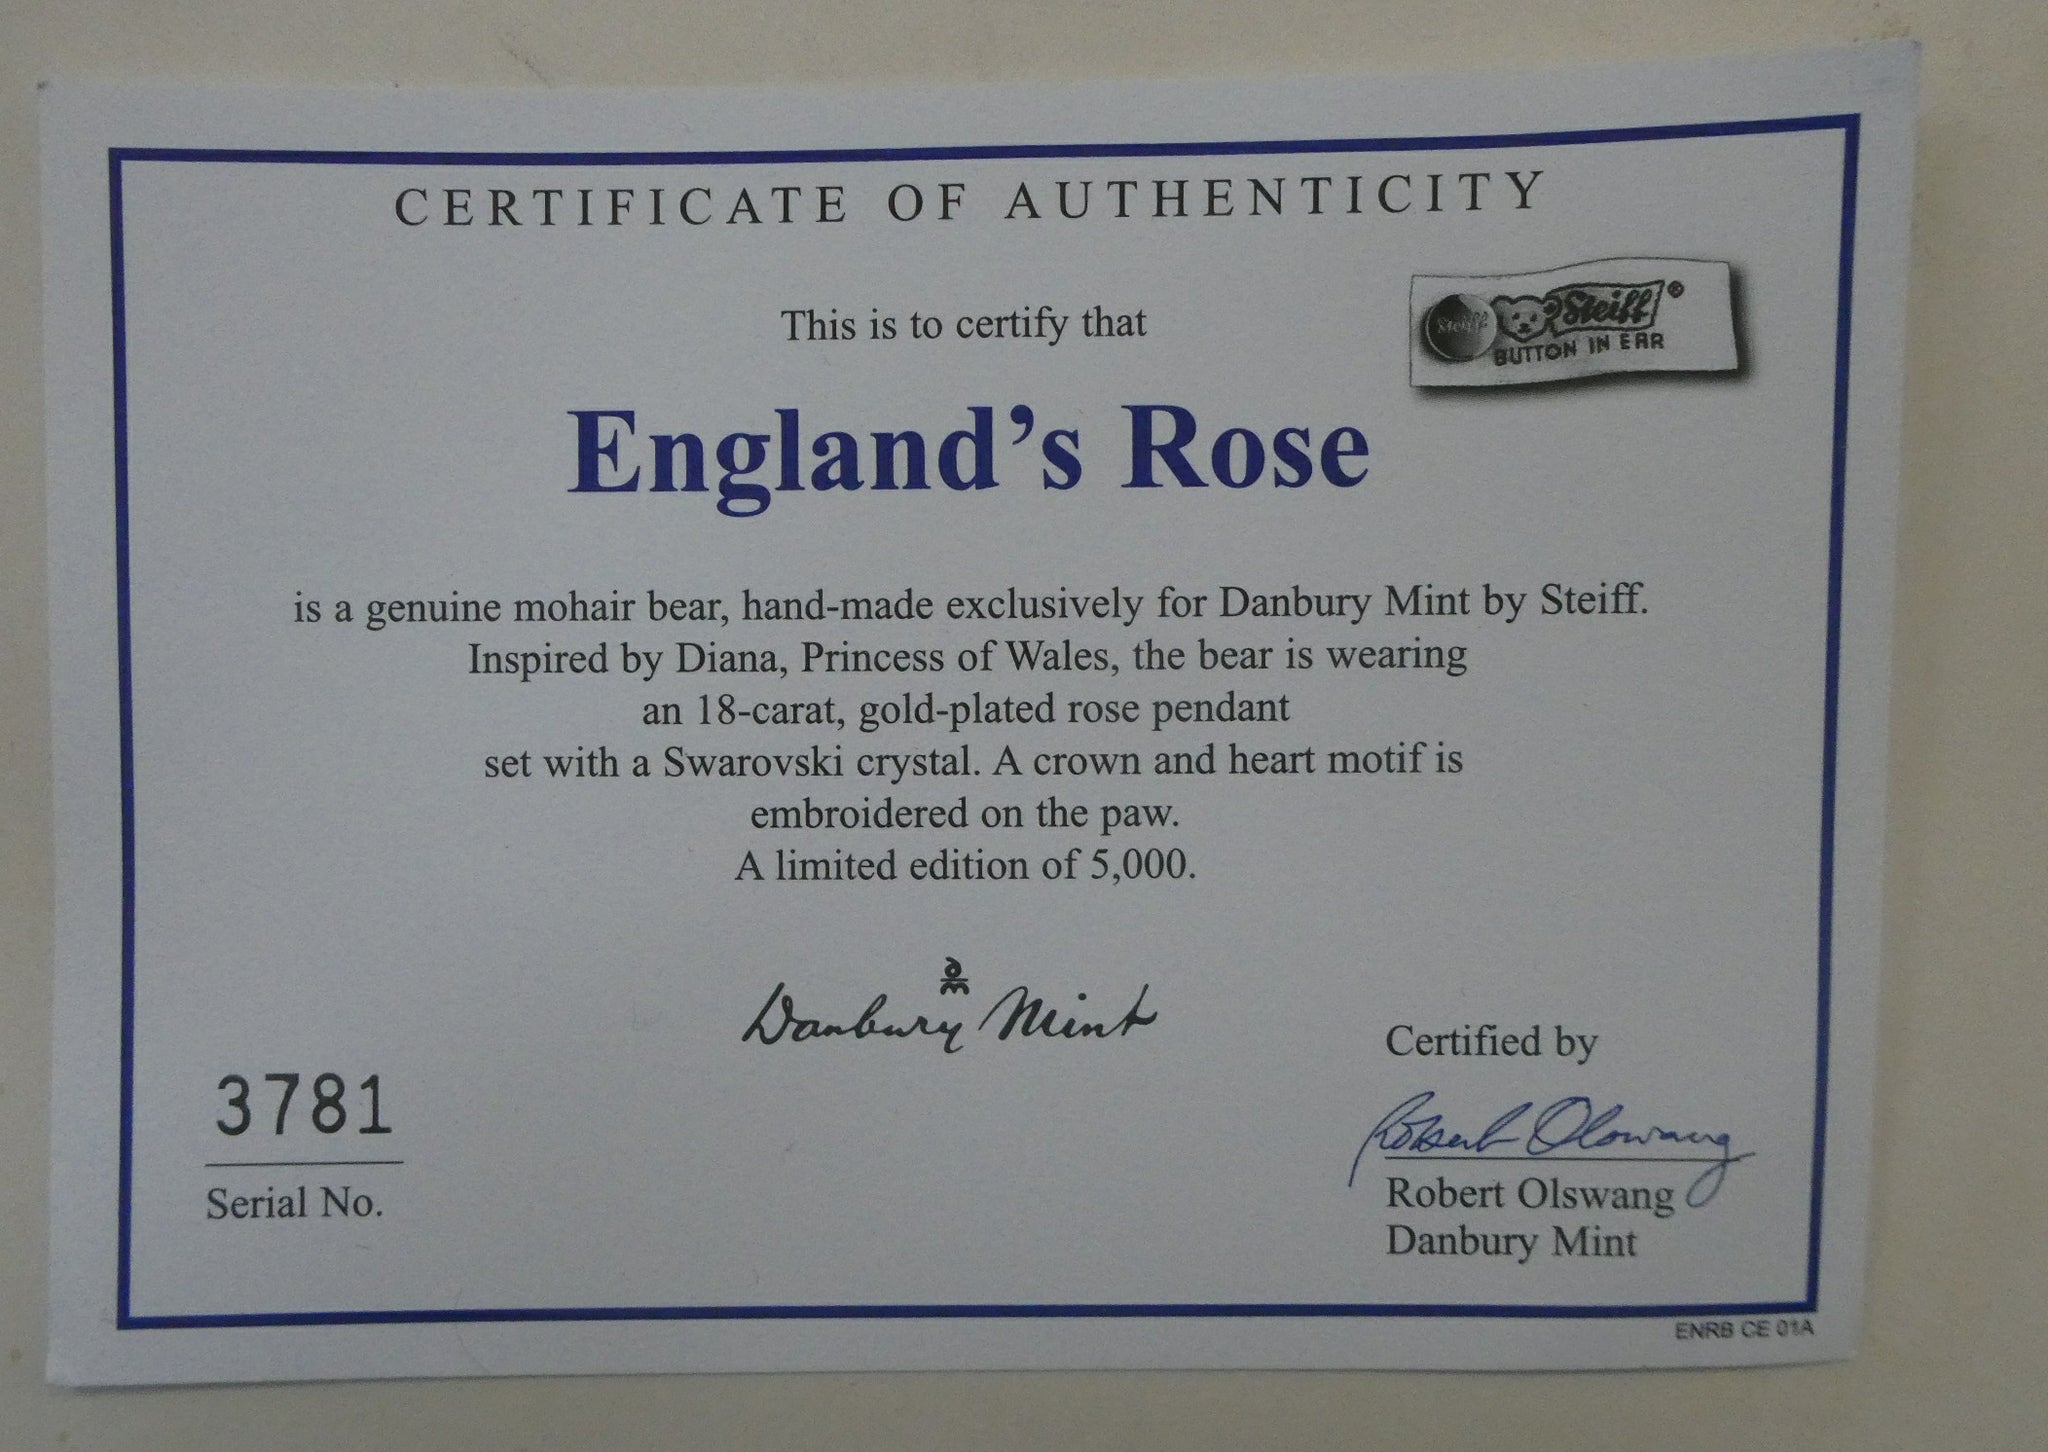 CERTIFICATE OF AUTHENTICITY
This is to certify that
Steiff Steiff®
BUTTON IN EAR
England's Rose
is a genuine mohair bear, hand-made exclusively for Danbury Mint by Steiff.
Inspired by Diana, Princess of Wales, the bear is wearing
an 18-carat, gold-plated rose pendant
set with a Swarovski crystal. A crown and heart motif is
embroidered on the paw.
A limited edition of 5,000.
Danbury Mint
3781
Serial No.
Certified by
Robert Olswang
Robert Olswang
Danbury Mint
ENRB CE 01A